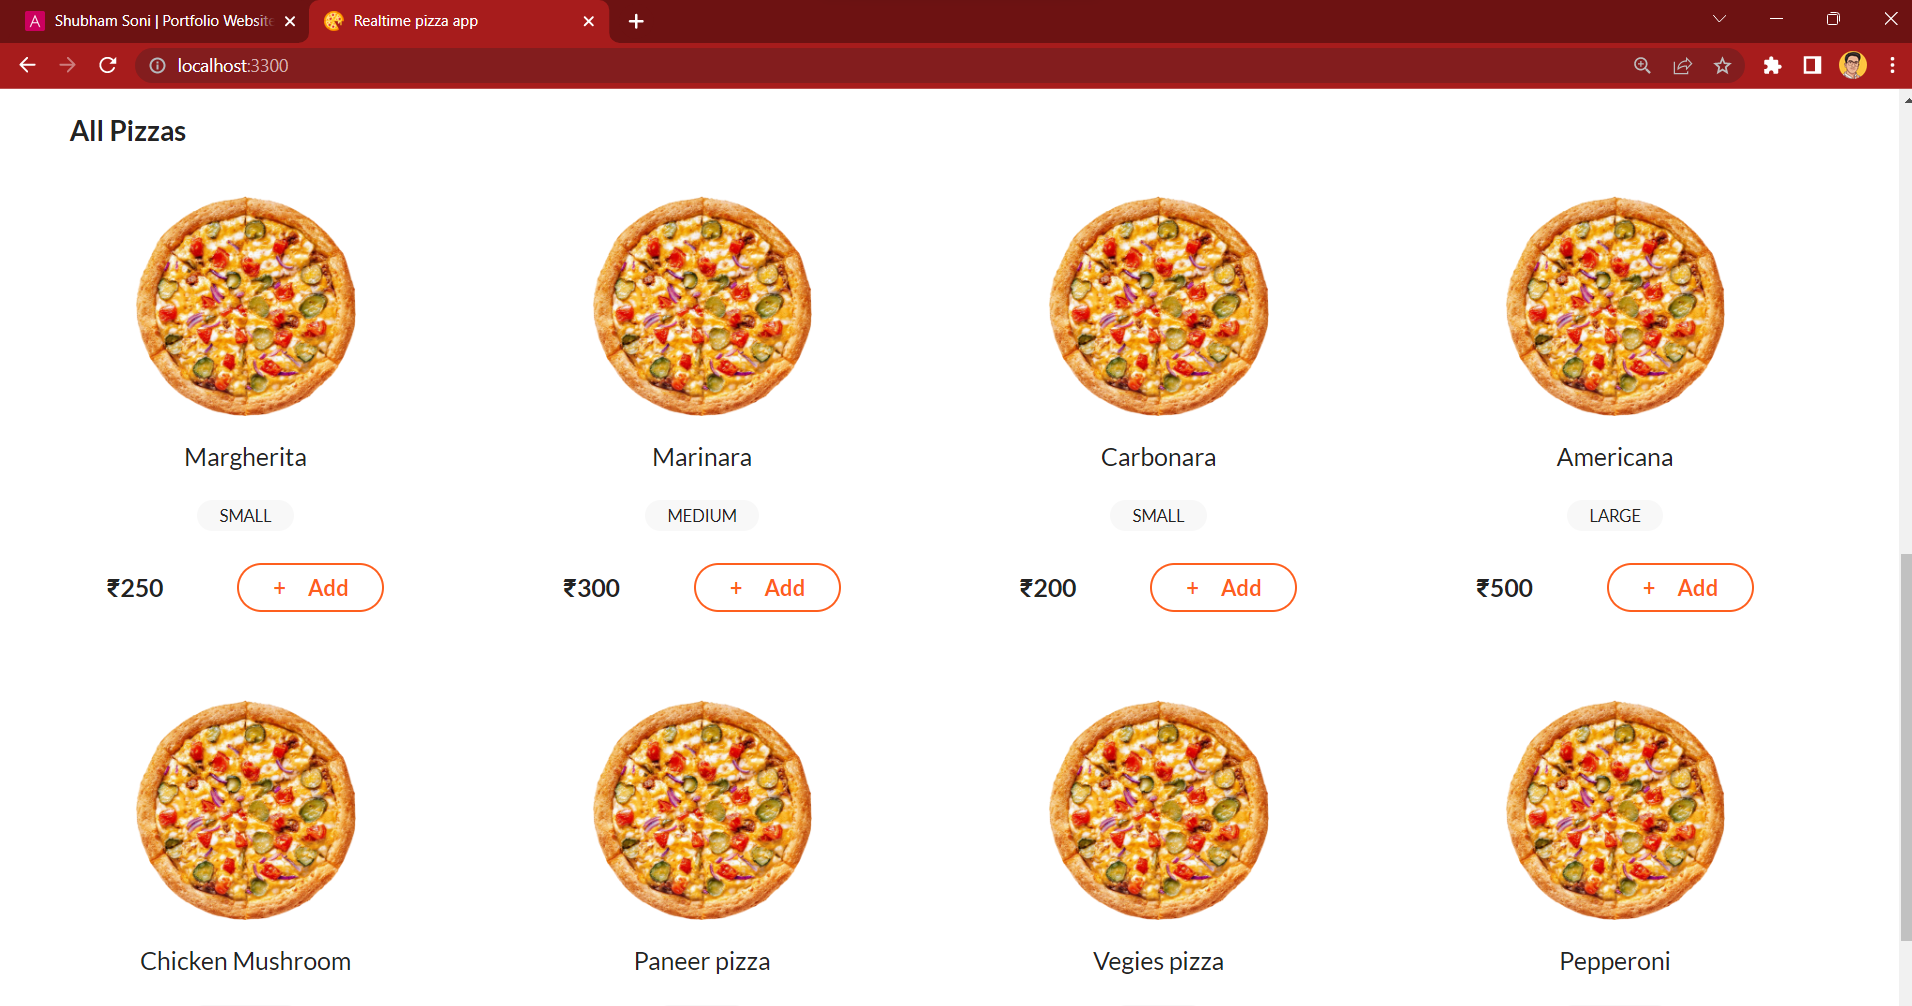 Shubham Soni | Portfolio Website
Realtime pizza app
localhost:3300
All Pizzas
Margherita
Marinara
Carbonara
Americana
SMALL
MEDIUM
SMALL
LARGE
₹250
+ Add
₹300
+ Add
₹200
+ Add
₹500
+ Add
Chicken Mushroom
Paneer pizza
Vegies pizza
Pepperoni